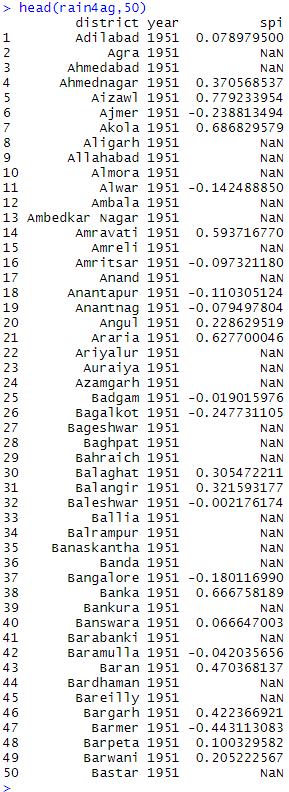 > head(rain4ag,50)
district year spi
1 Adilabad 1951 0.078979500
2 Agra 1951 NaN
3 Ahmedabad 1951 NaN
4 Ahmednagar 1951 0.370568537
5 Aizawl 1951 0.779233954
6 Ajmer 1951 -0.238813494
7 Akola 1951 0.686829579
8 Aligarh 1951 NaN
9 Allahabad 1951 NaN
10 Almora 1951 NaN
11 Alwar 1951 -0.142488850
12 Ambala 1951 NaN
13 Ambedkar Nagar 1951 NaN
14 Amravati 1951 0.593716770
15 Amreli 1951 NaN
16 Amritsar 1951 -0.097321180
17 Anand 1951 NaN
18 Anantapur 1951 -0.110305124
19 Anantnag 1951 -0.079497804
20 Angul 1951 0.228629519
21 Araria 1951 0.627700046
22 Ariyalur 1951 NaN
23 Auraiya 1951 NaN
24 Azamgarh 1951 NaN
25 Badgam 1951 -0.019015976
26 Bagalkot 1951 -0.247731105
27 Bageshwar 1951 NaN
28 Baghpat 1951 NaN
29 Bahraich 1951 NaN
30 Balaghat 1951 0.305472211
31 Balangir 1951 0.321593177
32 Baleshwar 1951 -0.002176174
33 Ballia 1951 NaN
34 Balrampur 1951 NaN
35 Banaskantha 1951 NaN
36 Banda 1951 NaN
37 Bangalore 1951 -0.180116990
38 Banka 1951 0.666758189
39 Bankura 1951 NaN
40 Banswara 1951 0.066647003
41 Barabanki 1951 NaN
42 Baramulla 1951 -0.042035656
43 Baran 1951 0.470368137
44 Bardhaman 1951 NaN
45 Bareilly 1951 NaN
46 Bargarh 1951 0.422366921
47 Barmer 1951 -0.443113083
48 Barpeta 1951 0.100329582
49 Barwani 1951 0.205222567
50 Bastar 1951 NaN
>